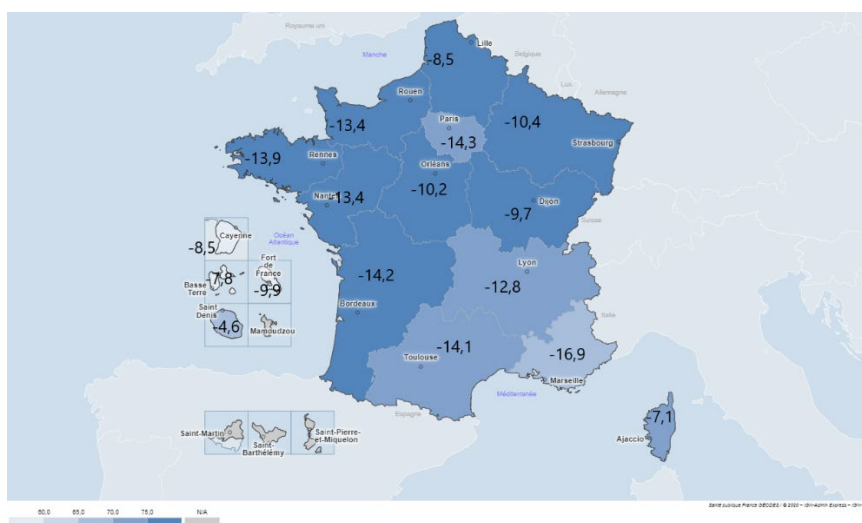 Royaume uni
Manche
Belgique
Lux
Allemagne
Lille
-8,5
Rouen
Paris
-10,4
-13,4
-14,3
Strasbourg
-13,9
Rennes
Orléans
-10,2
Nantes
-13,4
Dijon
-9,7
Suisse
Océan
Atlantique
Cayenne
-8,5
Fort
de
France
Basse
Terre
-7,8
-9,9
-14,2
Lyon
-12,8
Saint
Denis
-4,6
Mamoudzou
Bordeaux
Italie
-14,1
Toulouse
-16,9
Marseille
Méditerranée
Espagne
Saint-Martin
Saint-
Barthélémy
Saint-Pierre
-et-Miquelon
-7,1
Ajaccio
60,0 65,0 70,0 75,0 N/A